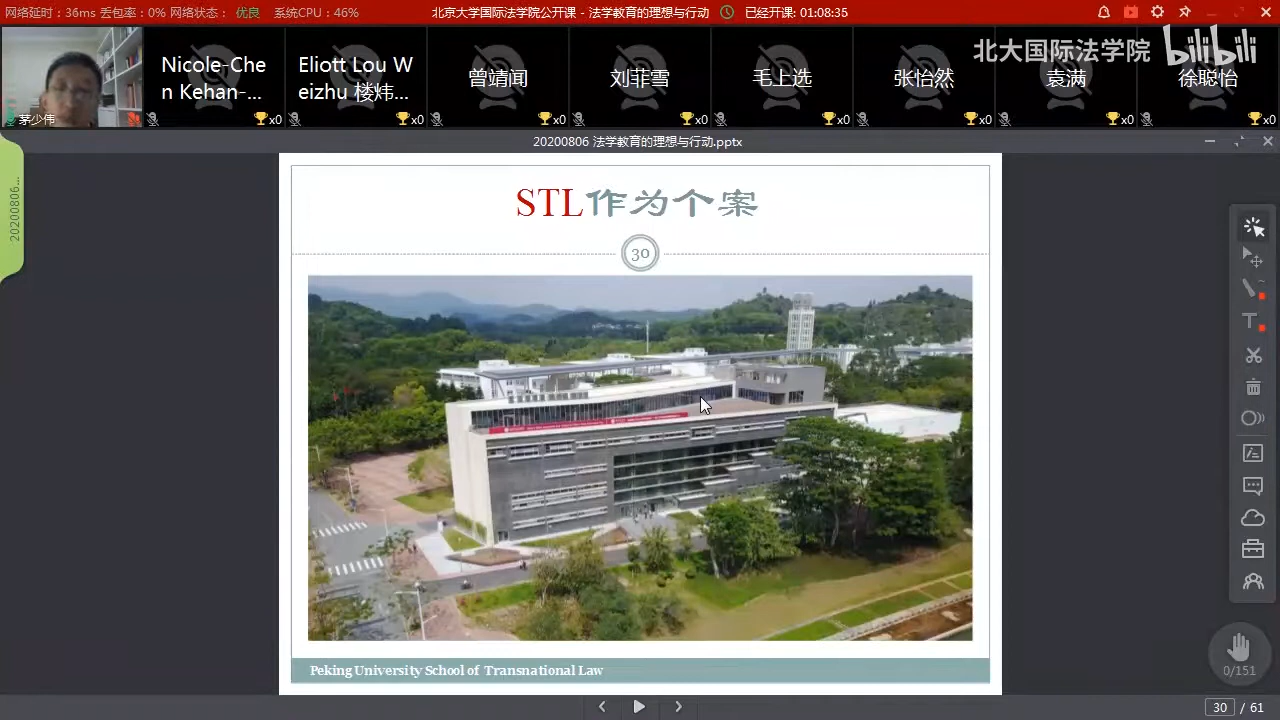 网络延时：36ms 丢包率：0% 网络状态： 优良 系统CPU：46%
北京大学国际法学院公开课 - 法学教育的理想与行动
已经开课: 01:08:35
北大国际法学院 bilibili
茅少伟
Nicole-Che
n Kehan-...
x0
Eliott Lou W
eizhu 楼炜...
x0
曾靖闻
x0
刘菲雪
x0
毛上选
x0
张怡然
x0
袁满
x0
徐聪怡
x0
20200806 法学教育的理想与行动.pptx
20200806...
STL作为个案
30
Peking University School of Transnational Law
0/151
30 / 61